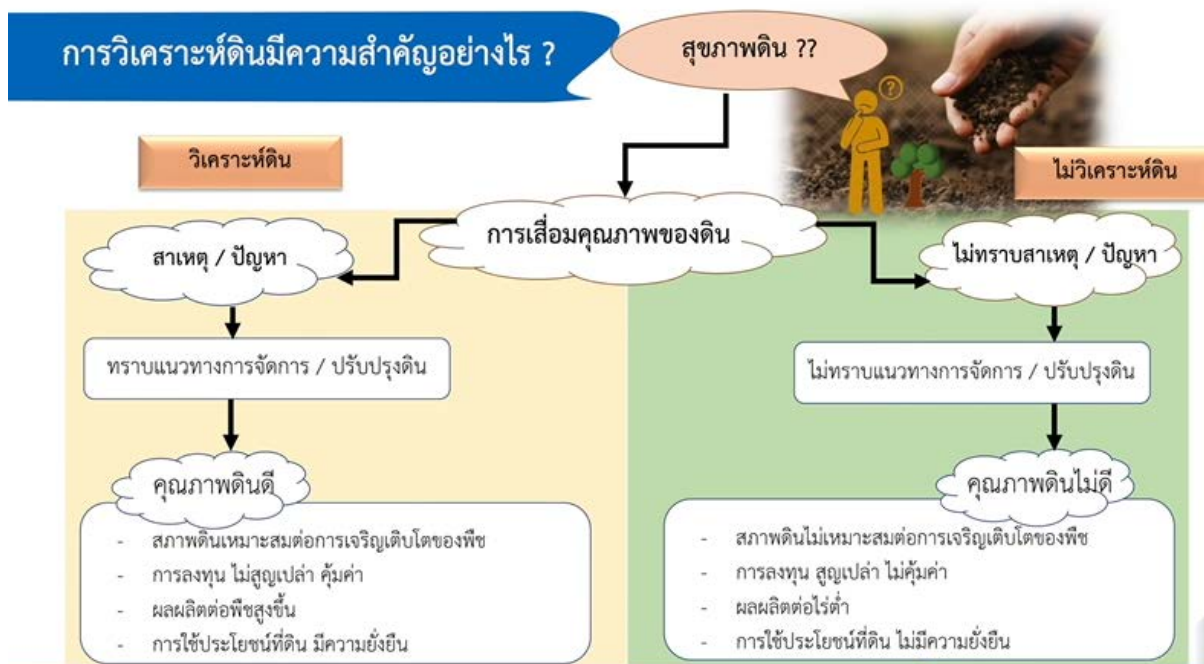 การวิเคราะห์ดินมีความสำคัญอย่างไร ?
สุขภาพดิน ??
?
วิเคราะห์ดิน
ไม่วิเคราะห์ดิน
การเสื่อมคุณภาพของดิน
สาเหตุ / ปัญหา
ไม่ทราบสาเหตุ / ปัญหา
ทราบแนวทางการจัดการ / ปรับปรุงดิน
ไม่ทราบแนวทางการจัดการ / ปรับปรุงดิน
คุณภาพดินดี
- สภาพดินเหมาะสมต่อการเจริญเติบโตของพืช
- การลงทุน ไม่สูญเปล่า คุ้มค่า
- ผลผลิตต่อพืชสูงขึ้น
- การใช้ประโยชน์ที่ดิน มีความยั่งยืน
คุณภาพดินไม่ดี
- สภาพดินไม่เหมาะสมต่อการเจริญเติบโตของพืช
- การลงทุน สูญเปล่า ไม่คุ้มค่า
- ผลผลิตต่อไร่ต่ำ
- การใช้ประโยชน์ที่ดิน ไม่มีความยั่งยืน